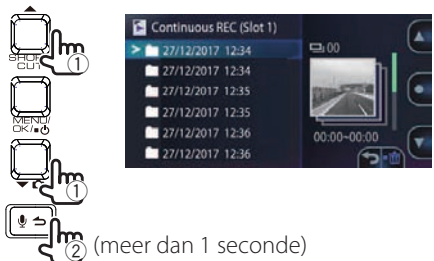 SHORT
CUT
①
MENU/
OK/
①
② (meer dan 1 seconde)
Continuous REC (Slot 1)
> 27/12/2017 12:34
27/12/2017 12:34
27/12/2017 12:35
27/12/2017 12:35
27/12/2017 12:36
27/12/2017 12:36
00
00:00~00:00